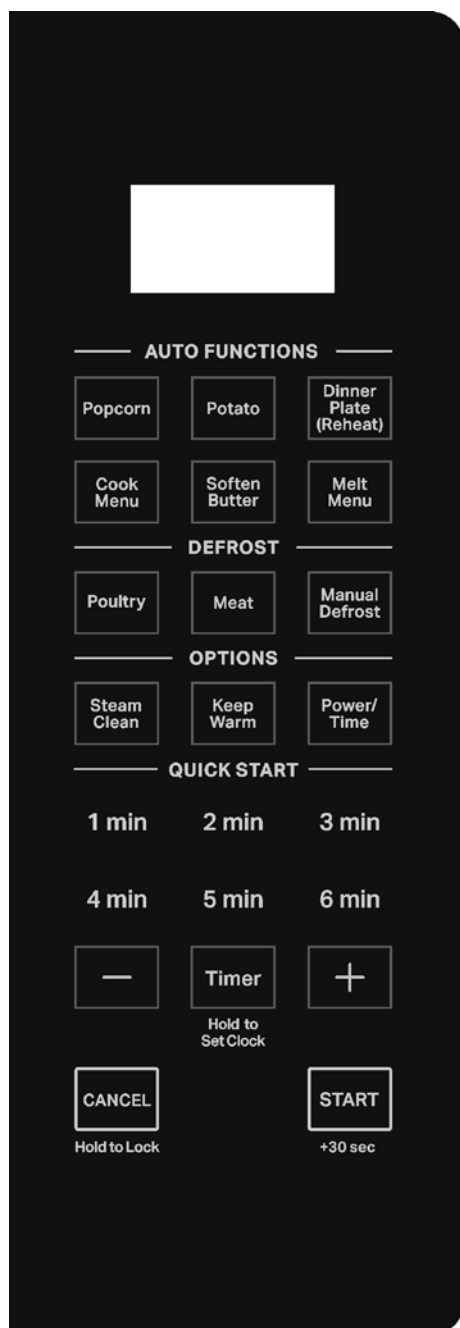 AUTO FUNCTIONS
Popcorn
Potato
Dinner
Plate
(Reheat)
Cook
Menu
Soften
Butter
Melt
Menu
DEFROST
Poultry
Meat
Manual
Defrost
OPTIONS
Steam
Clean
Keep
Warm
Power/
Time
QUICK START
1 min
2 min
3 min
4 min
5 min
6 min
−
Timer
+
Hold to
Set Clock
CANCEL
START
Hold to Lock
+30 sec